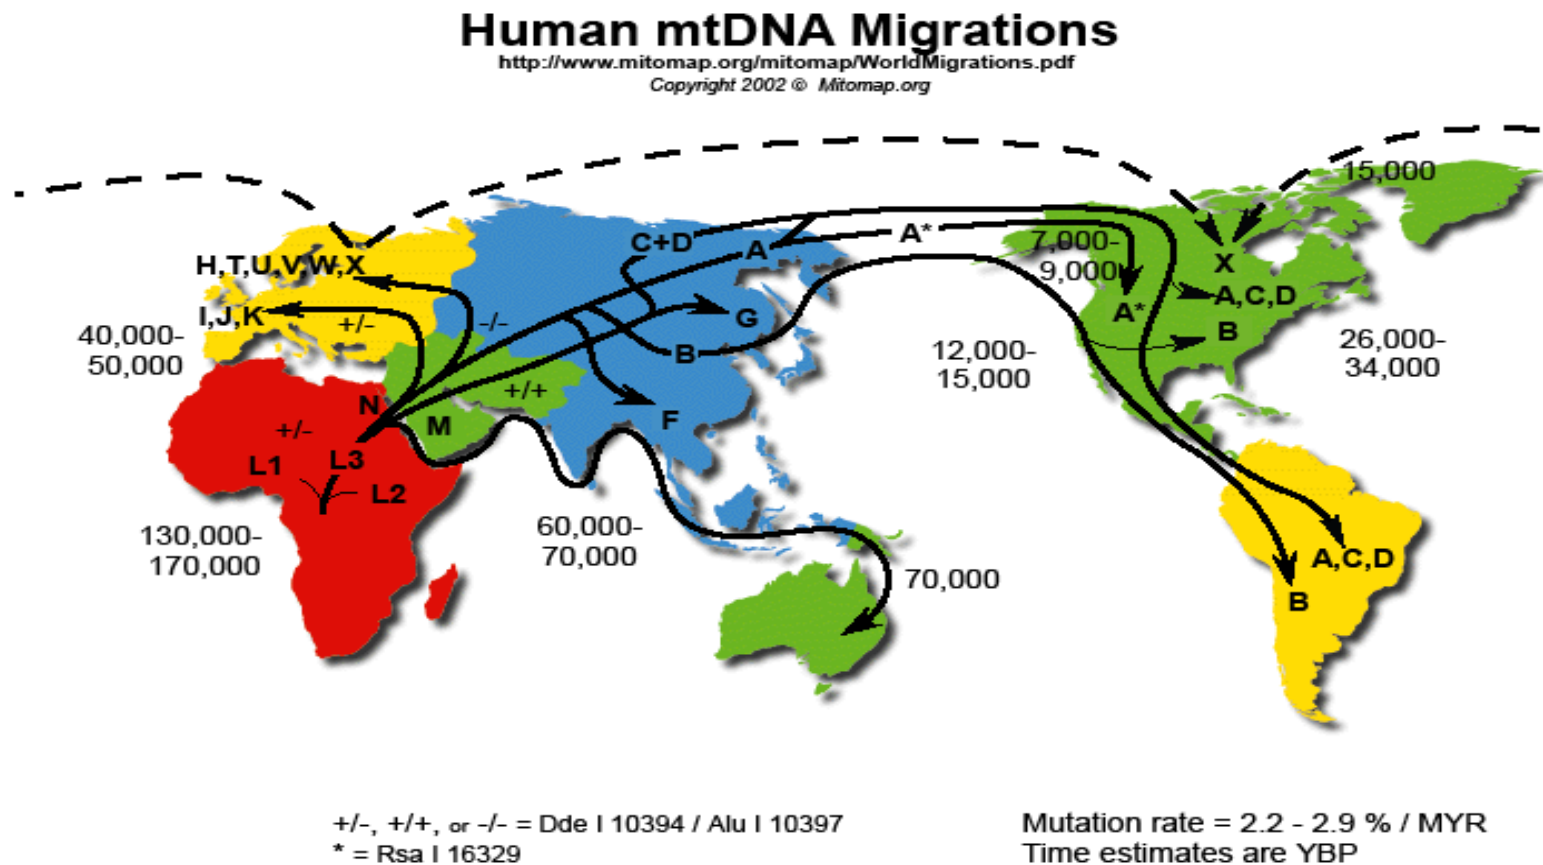 Human mtDNA Migrations
http://www.mitomap.org/mitomap/WorldMigrations.pdf
Copyright 2002 © Mitomap.org
15,000
C+D
A
A*
7,000-
9,000
H,T,U,V,W,X
X
A,C,D
I,J,K
+/-
-/-
G
A*
B
40,000-
50,000
B
12,000-
15,000
26,000-
34,000
+/+
N
M
F
+/-
L1
L3
L2
130,000-
170,000
60,000-
70,000
70,000
A,C,D
B
+/-, +/+, or -/- = Dde I 10394 / Alu I 10397
* = Rsa I 16329
Mutation rate = 2.2 - 2.9 % / MYR
Time estimates are YBP